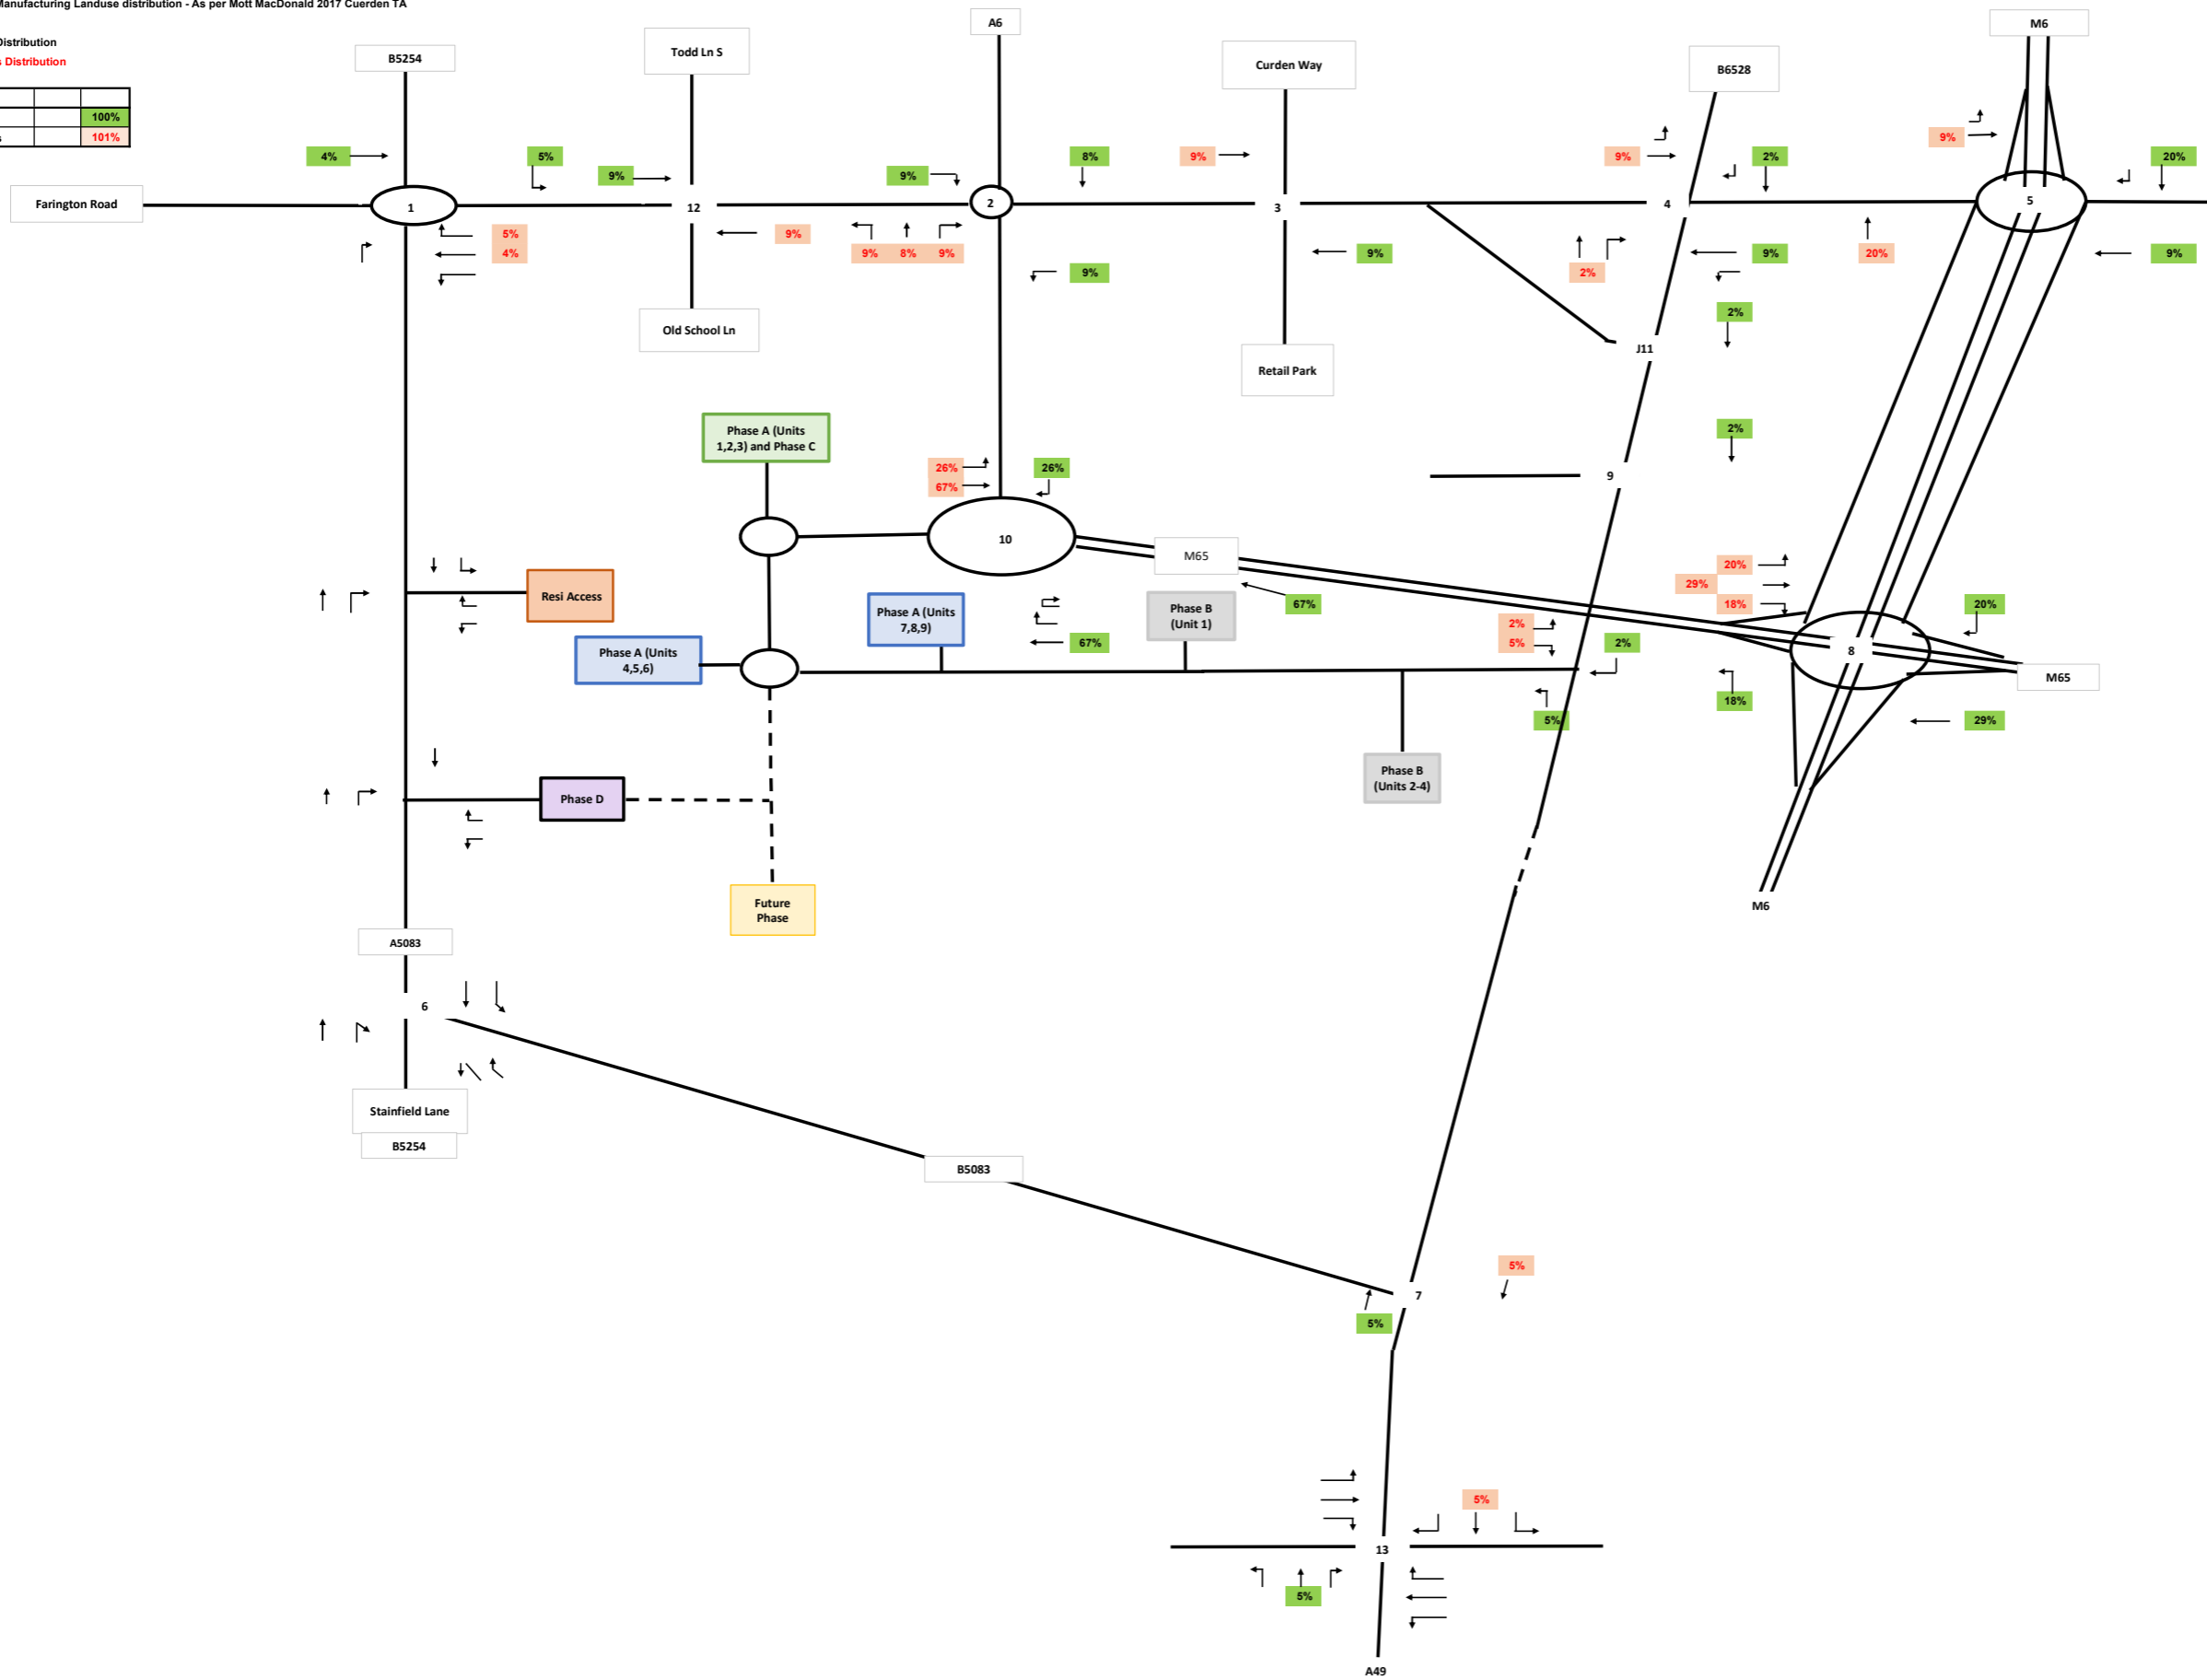 Manufacturing Landuse distribution - As per Mott MacDonald 2017 Cuerden TA
Distribution
Distribution
100%
101%
A6
M6
Todd Ln S
B5254
Curden Way
B6528
4%
5%
9%
9%
8%
9%
9%
2%
9%
20%
Farington Road
1
12
2
3
4
5
5%
4%
9%
9%
8%
9%
9%
9%
2%
9%
20%
9%
2%
Old School Ln
J11
Retail Park
Phase A (Units
1,2,3) and Phase C
2%
26%
67%
26%
9
10
M65
Resi Access
Phase A (Units
7,8,9)
Phase B
(Unit 1)
67%
20%
29%
18%
20%
2%
5%
2%
67%
Phase A (Units
4,5,6)
8
M65
18%
5%
29%
Phase B
(Units 2-4)
Phase D
Future
Phase
M6
A5083
6
Stainfield Lane
B5254
B5083
5%
7
5%
5%
13
5%
A49